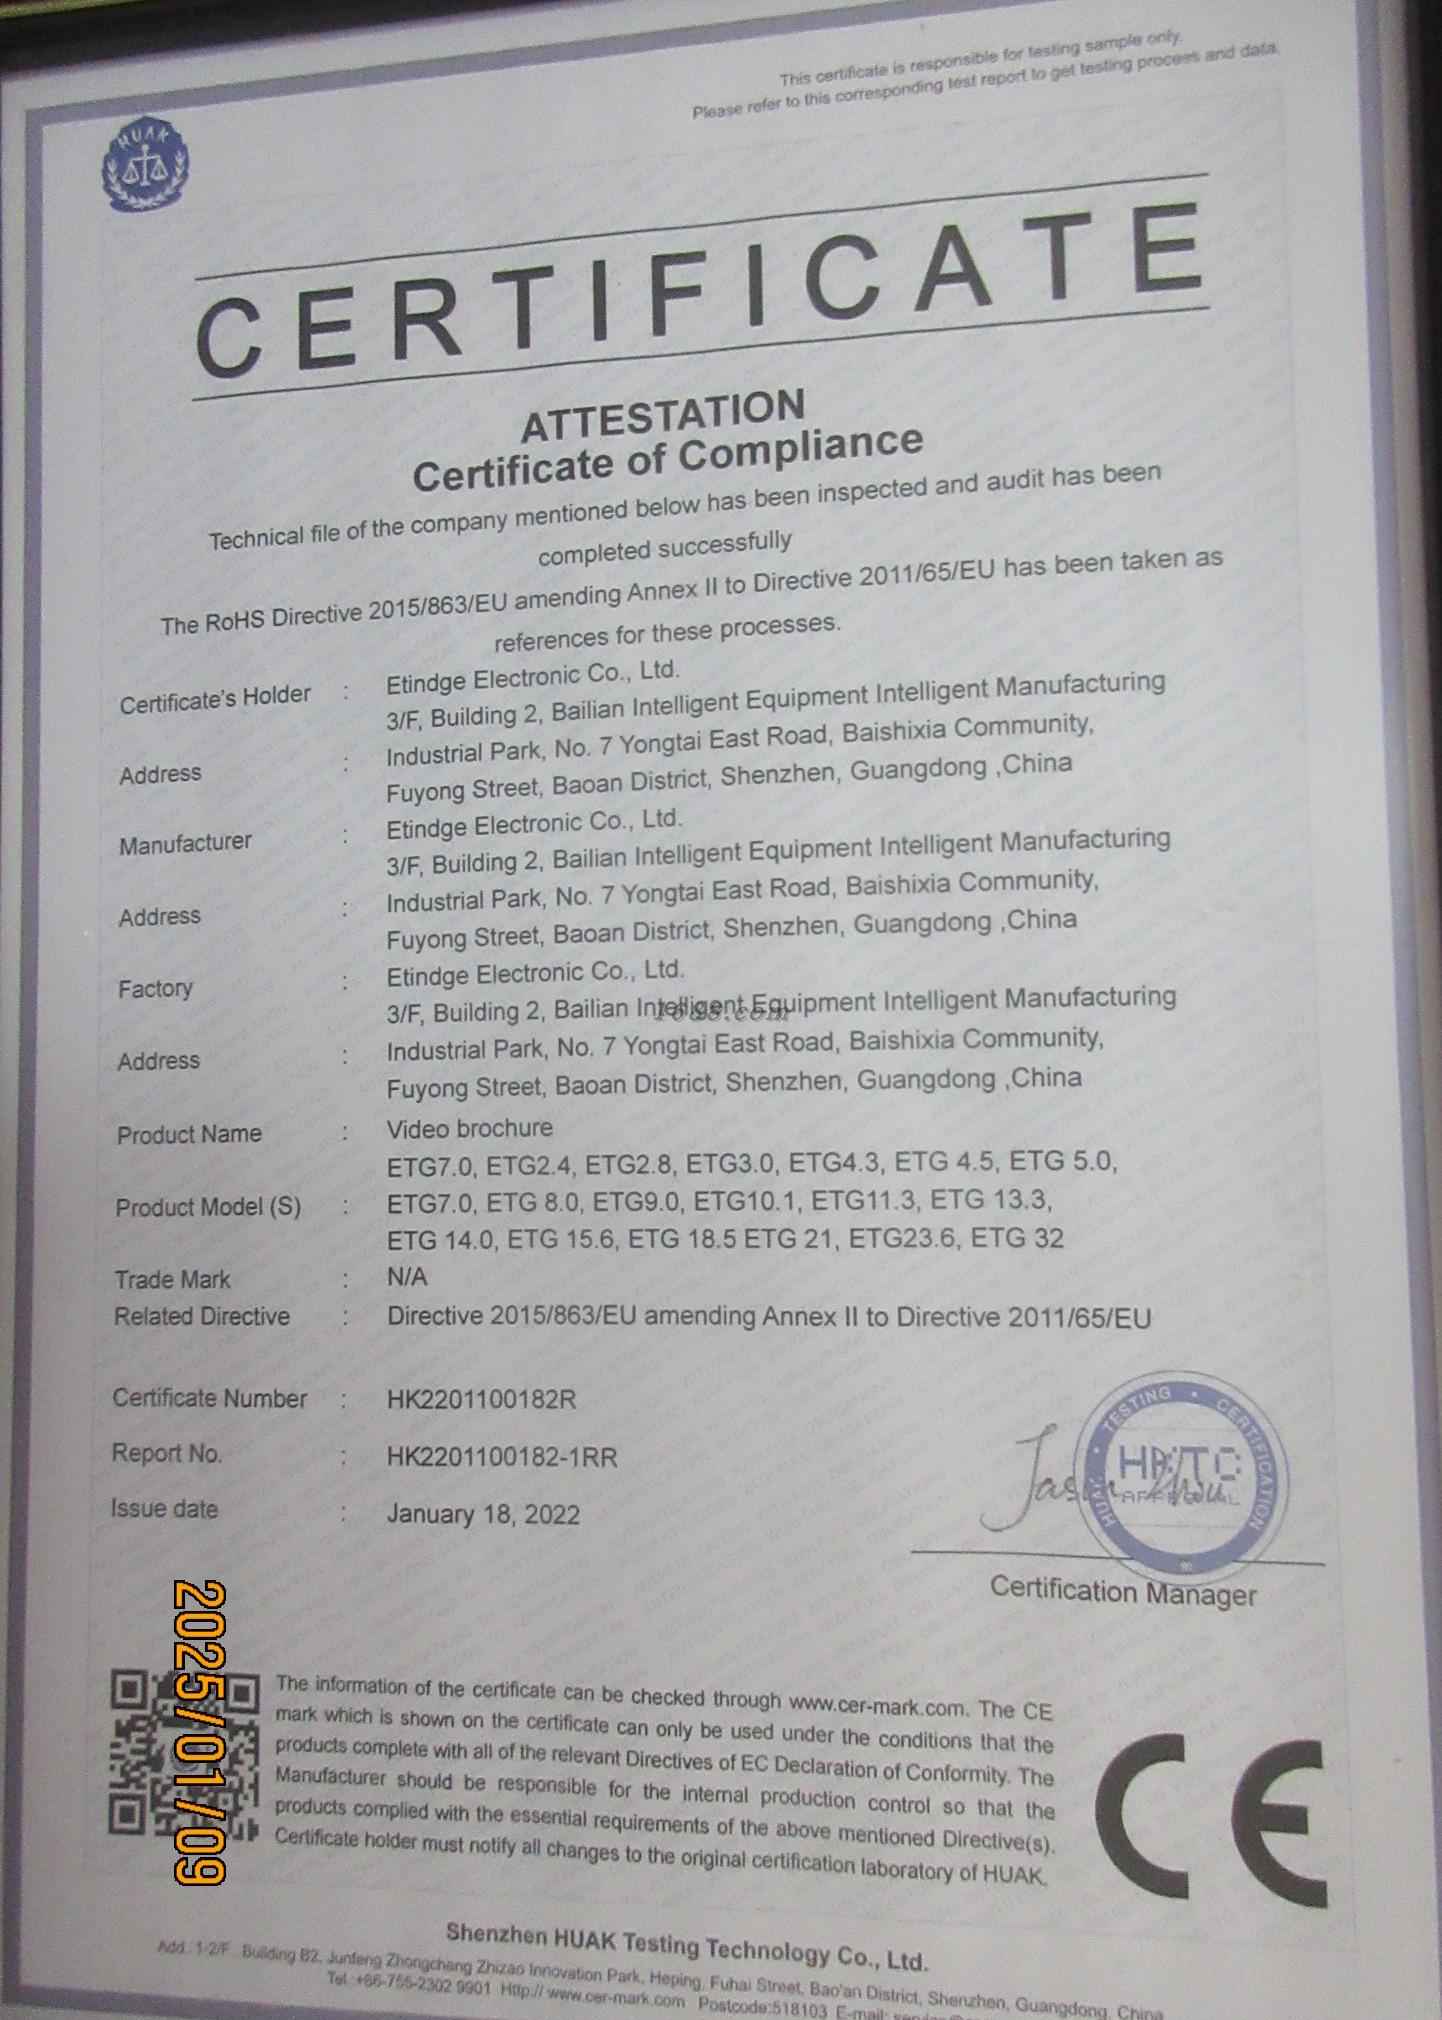 This certificate is responsible for testing sample only.
Please refer to this corresponding test report to get testing process and data.
HUAK
CERTIFICATE
ATTESTATION
Certificate of Compliance
Technical file of the company mentioned below has been inspected and audit has been
completed successfully
The RoHS Directive 2015/863/EU amending Annex II to Directive 2011/65/EU has been taken as
references for these processes.
Certificate's Holder : Etindge Electronic Co., Ltd.
3/F, Building 2, Bailian Intelligent Equipment Intelligent Manufacturing
Address : Industrial Park, No. 7 Yongtai East Road, Baishixia Community,
Fuyong Street, Baoan District, Shenzhen, Guangdong ,China
Manufacturer : Etindge Electronic Co., Ltd.
3/F, Building 2, Bailian Intelligent Equipment Intelligent Manufacturing
Address : Industrial Park, No. 7 Yongtai East Road, Baishixia Community,
Fuyong Street, Baoan District, Shenzhen, Guangdong ,China
Factory : Etindge Electronic Co., Ltd.
3/F, Building 2, Bailian Intelligent Equipment Intelligent Manufacturing
1688.com
Address : Industrial Park, No. 7 Yongtai East Road, Baishixia Community,
Fuyong Street, Baoan District, Shenzhen, Guangdong ,China
Product Name : Video brochure
ETG7.0, ETG2.4, ETG2.8, ETG3.0, ETG4.3, ETG 4.5, ETG 5.0,
Product Model (S) : ETG7.0, ETG 8.0, ETG9.0, ETG10.1, ETG11.3, ETG 13.3,
ETG 14.0, ETG 15.6, ETG 18.5 ETG 21, ETG23.6, ETG 32
Trade Mark : N/A
Related Directive : Directive 2015/863/EU amending Annex II to Directive 2011/65/EU
Certificate Number : HK2201100182R
Report No. : HK2201100182-1RR
Issue date : January 18, 2022
HUAK • TESTING • CERTIFICATION
HKTC
APPROVAL
Jason Zhou
Certification Manager
2025/01/09
The information of the certificate can be checked through www.cer-mark.com. The CE
mark which is shown on the certificate can only be used under the conditions that the
products complete with all of the relevant Directives of EC Declaration of Conformity. The
Manufacturer should be responsible for the internal production control so that the
products complied with the essential requirements of the above mentioned Directive(s).
Certificate holder must notify all changes to the original certification laboratory of HUAK.
CE
Shenzhen HUAK Testing Technology Co., Ltd.
Add.: 1-2/F. Building B2, Junfeng Zhongcheng Zhizao Innovation Park, Heping, Fuhai Street, Bao'an District, Shenzhen, Guangdong, China
Tel.:+86-755-2302 9901 Http:// www.cer-mark.com Postcode:518103 E-mail: